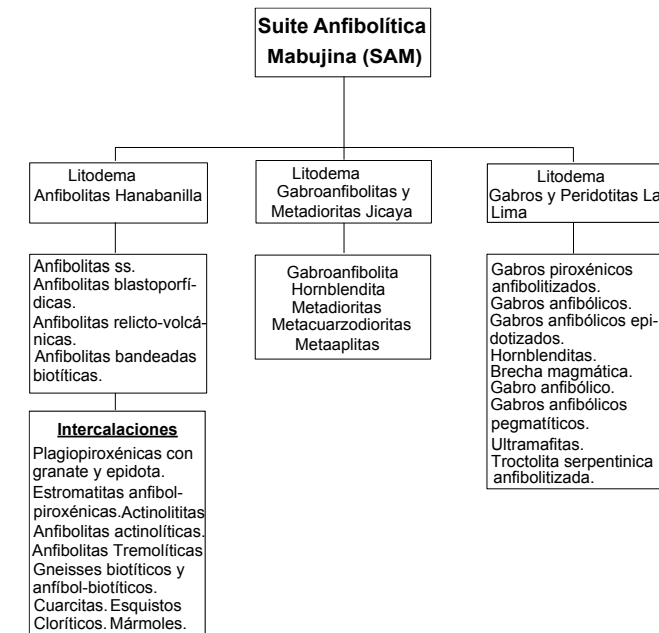 Suite Anfibolítica
Mabujina (SAM)
Litodema
Anfibolitas Hanabanilla
Litodema
Gabroanfibolitas y
Metadioritas Jicaya
Litodema
Gabros y Peridotitas La
Lima
Anfibolitas ss.
Anfibolitas blastoporfí-
dicas.
Anfibolitas relicto-volcá-
nicas.
Anfibolitas bandeadas
biotíticas.
Gabroanfibolita
Hornblendita
Metadioritas
Metacuarzodioritas
Metaaplitas
Gabros piroxénicos
anfibolitizados.
Gabros anfibólicos.
Gabros anfibólicos epi-
dotizados.
Hornblenditas.
Brecha magmática.
Gabro anfibólico.
Gabros anfibólicos
pegmatíticos.
Ultramafitas.
Troctolita serpentinica
anfibolitizada.
Intercalaciones
Plagiopiroxénicas con
granate y epidota.
Estromatitas anfibol-
piroxénicas.Actinolititas
Anfibolitas actinolíticas.
Anfibolitas Tremolíticas
Gneisses biotíticos y
anfíbol-biotíticos.
Cuarcitas. Esquistos
Cloríticos. Mármoles.